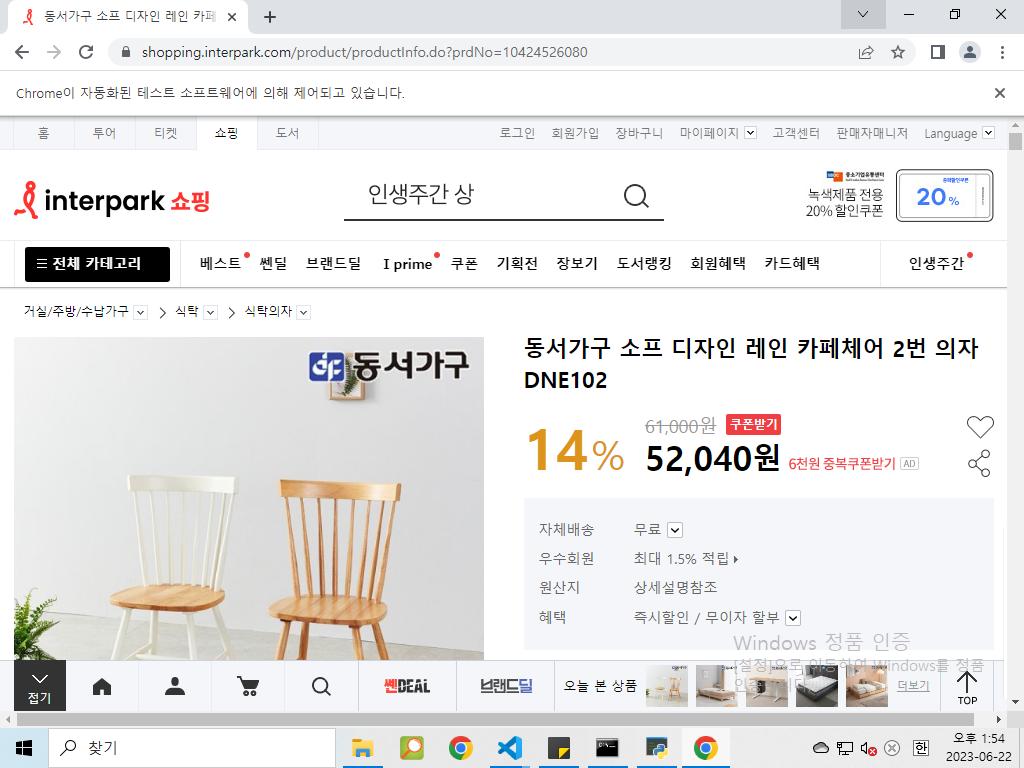 동서가구 소프 디자인 레인 카페
shopping.interpark.com/product/productInfo.do?prdNo=10424526080
Chrome이 자동화된 테스트 소프트웨어에 의해 제어되고 있습니다.
홈 투어 티켓 쇼핑 도서 로그인 회원가입 장바구니 마이페이지 고객센터 판매자매니저 Language
interpark 쇼핑
인생주간 상
중소기업유통센터
녹색제품 전용
20% 할인쿠폰
중복할인쿠폰
20%
전체 카테고리 베스트 쎈딜 브랜드딜 I prime 쿠폰 기획전 장보기 도서랭킹 회원혜택 카드혜택 인생주간
거실/주방/수납가구 식탁 식탁의자
동서가구
동서가구 소프 디자인 레인 카페체어 2번 의자
DNE102
14%
61,000원 쿠폰받기
52,040원 6천원 중복쿠폰받기 AD
자체배송 무료
우수회원 최대 1.5% 적립
원산지 상세설명참조
혜택 즉시할인 / 무이자 할부
Windows 정품 인증
[설정]으로 이동하여 Windows를 정품
접기 쎈DEAL 브랜드딜 오늘 본 상품 더보기 TOP
찾기
한
오후 1:54
2023-06-22